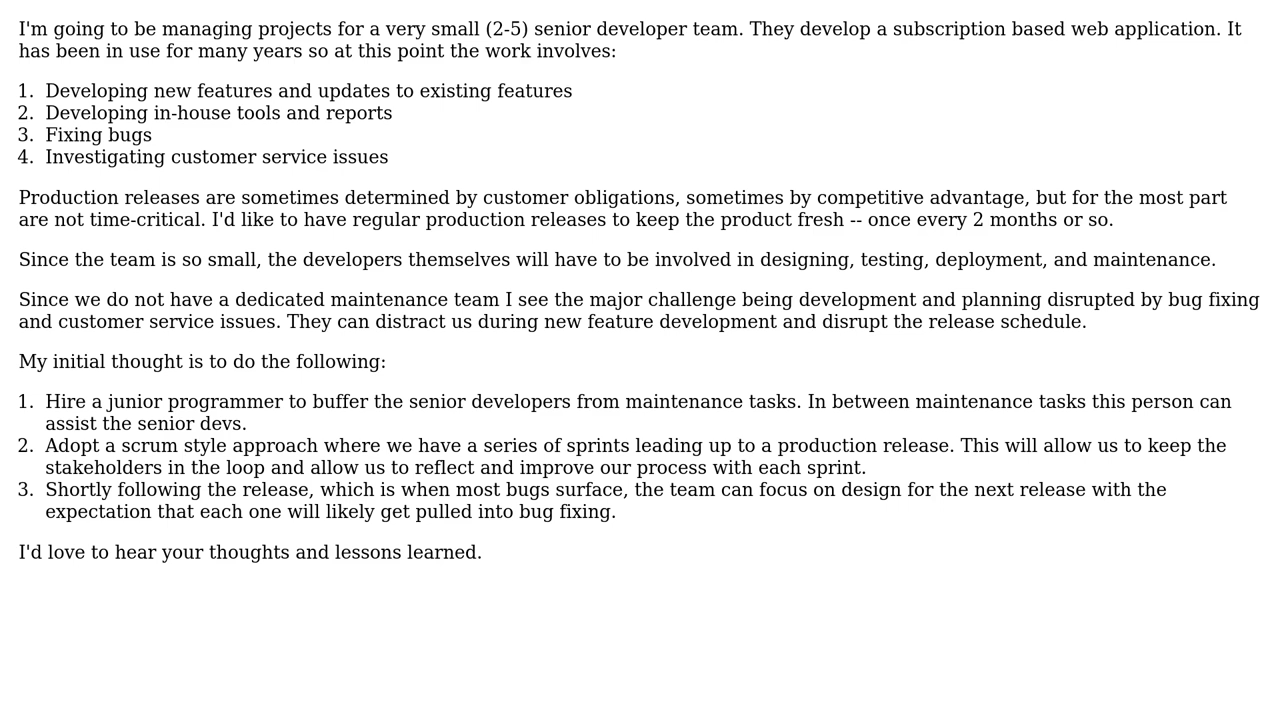 I'm going to be managing projects for a very small (2-5) senior developer team. They develop a subscription based web application. It
has been in use for many years so at this point the work involves:
1. Developing new features and updates to existing features
2. Developing in-house tools and reports
3. Fixing bugs
4. Investigating customer service issues
Production releases are sometimes determined by customer obligations, sometimes by competitive advantage, but for the most part
are not time-critical. I'd like to have regular production releases to keep the product fresh -- once every 2 months or so.
Since the team is so small, the developers themselves will have to be involved in designing, testing, deployment, and maintenance.
Since we do not have a dedicated maintenance team I see the major challenge being development and planning disrupted by bug fixing
and customer service issues. They can distract us during new feature development and disrupt the release schedule.
My initial thought is to do the following:
1. Hire a junior programmer to buffer the senior developers from maintenance tasks. In between maintenance tasks this person can
assist the senior devs.
2. Adopt a scrum style approach where we have a series of sprints leading up to a production release. This will allow us to keep the
stakeholders in the loop and allow us to reflect and improve our process with each sprint.
3. Shortly following the release, which is when most bugs surface, the team can focus on design for the next release with the
expectation that each one will likely get pulled into bug fixing.
I'd love to hear your thoughts and lessons learned.